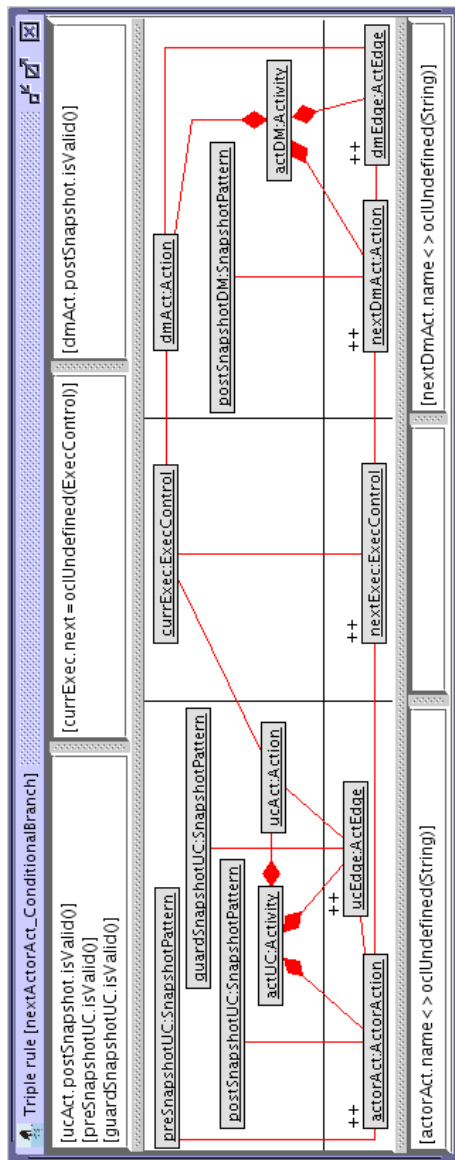 Triple rule [nextActorAct_ConditionalBranch]
[ucAct.postSnapshot.isValid()]
[preSnapshotUC.isValid()]
[guardSnapshotUC.isValid()]
[currExec.next = oclUndefined(ExecControl)]
[dmAct.postSnapshot.isValid()]
preSnapshotUC:SnapshotPattern
guardSnapshotUC:SnapshotPattern
postSnapshotUC:SnapshotPattern
actUC:Activity
ucAct:Action
++
ucEdge:ActEdge
++
actorAct:ActorAction
currExec:ExecControl
++
nextExec:ExecControl
dmAct:Action
postSnapshotDM:SnapshotPattern
actDM:Activity
++
nextDmAct:Action
++
dmEdge:ActEdge
[actorAct.name < > oclUndefined(String)]
[nextDmAct.name < > oclUndefined(String)]